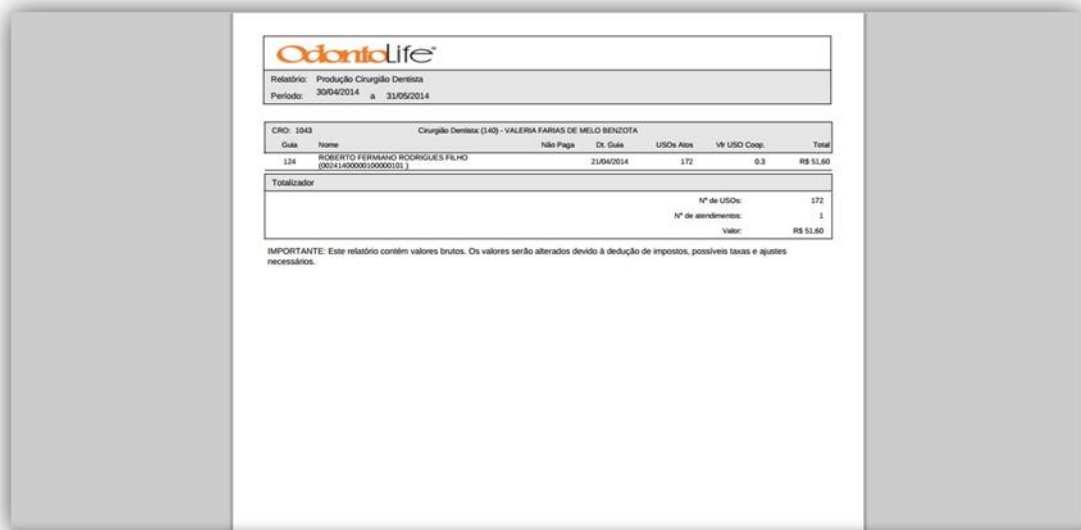 OdontoLife
Relatório: Produção Cirurgião Dentista
Período: 30/04/2014 a 31/05/2014
CRO: 1043 Cirurgião Dentista: (140) - VALERIA FARIAS DE MELO BENZOTA
Guia Nome Não Paga Dt. Guia USOs Atos Vlr USO Coop. Total
124 ROBERTO FERMIANO RODRIGUES FILHO 21/04/2014 172 0.3 R$ 51,60
(00241400000100000101 )
Totalizador
Nº de USOs: 172
Nº de atendimentos: 1
Valor: R$ 51,60
IMPORTANTE: Este relatório contém valores brutos. Os valores serão alterados devido à dedução de impostos, possíveis taxas e ajustes
necessários.